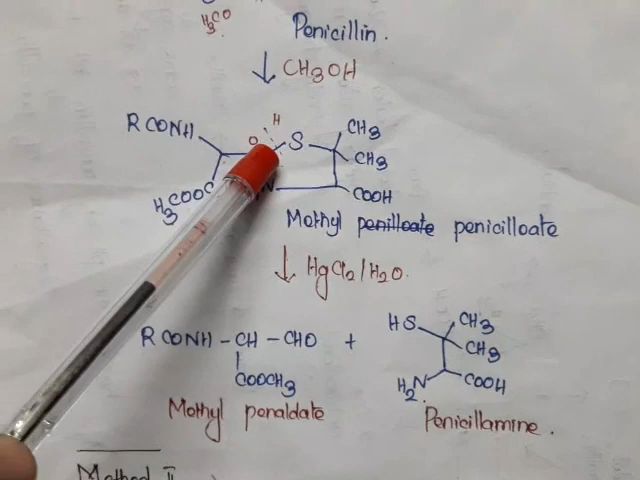 H3CO
Penicillin.
↓ CH3OH
H
RCONH O S CH3
CH3
H3COOC N COOH
Methyl penilloate penicilloate
↓ HgCl2/H2O.
RCONH - CH - CHO + HS CH3
CH3
COOCH3 H2N COOH
Methyl penaldate Penicillamine.
Method II